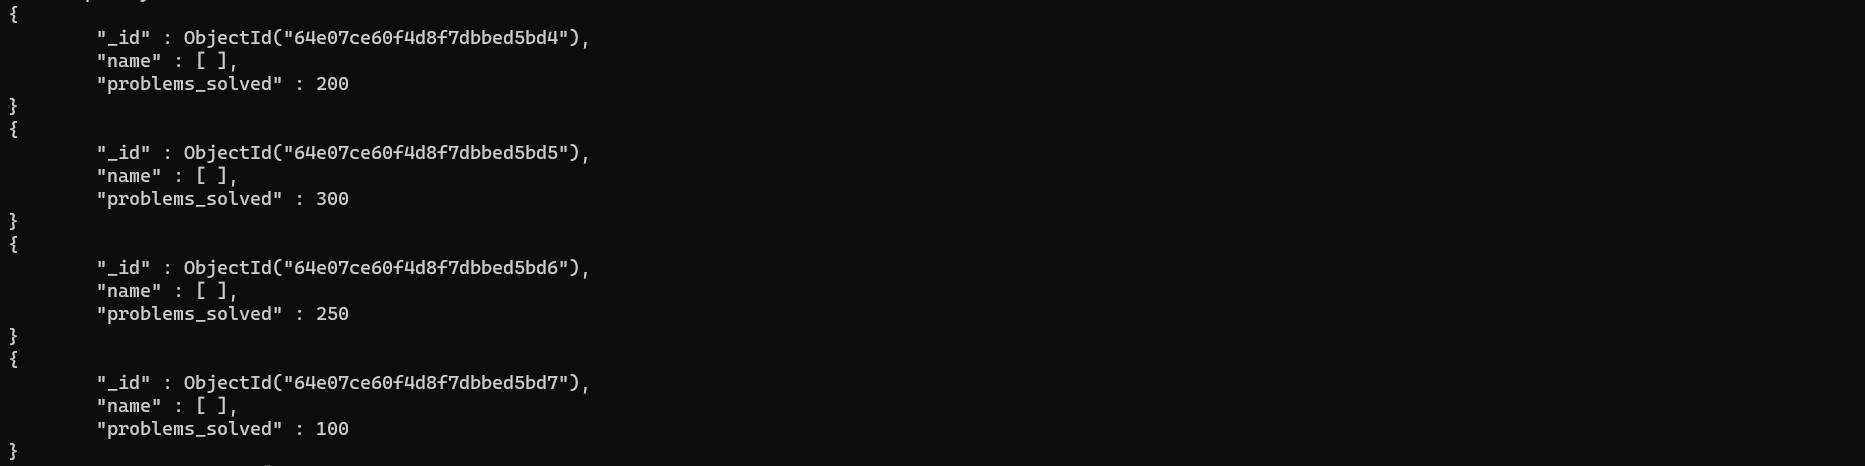 {
"_id" : ObjectId("64e07ce60f4d8f7dbbed5bd4"),
"name" : [ ],
"problems_solved" : 200
}
{
"_id" : ObjectId("64e07ce60f4d8f7dbbed5bd5"),
"name" : [ ],
"problems_solved" : 300
}
{
"_id" : ObjectId("64e07ce60f4d8f7dbbed5bd6"),
"name" : [ ],
"problems_solved" : 250
}
{
"_id" : ObjectId("64e07ce60f4d8f7dbbed5bd7"),
"name" : [ ],
"problems_solved" : 100
}